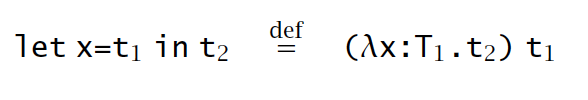 let x=t₁ in t₂ def= (λx:T₁.t₂) t₁